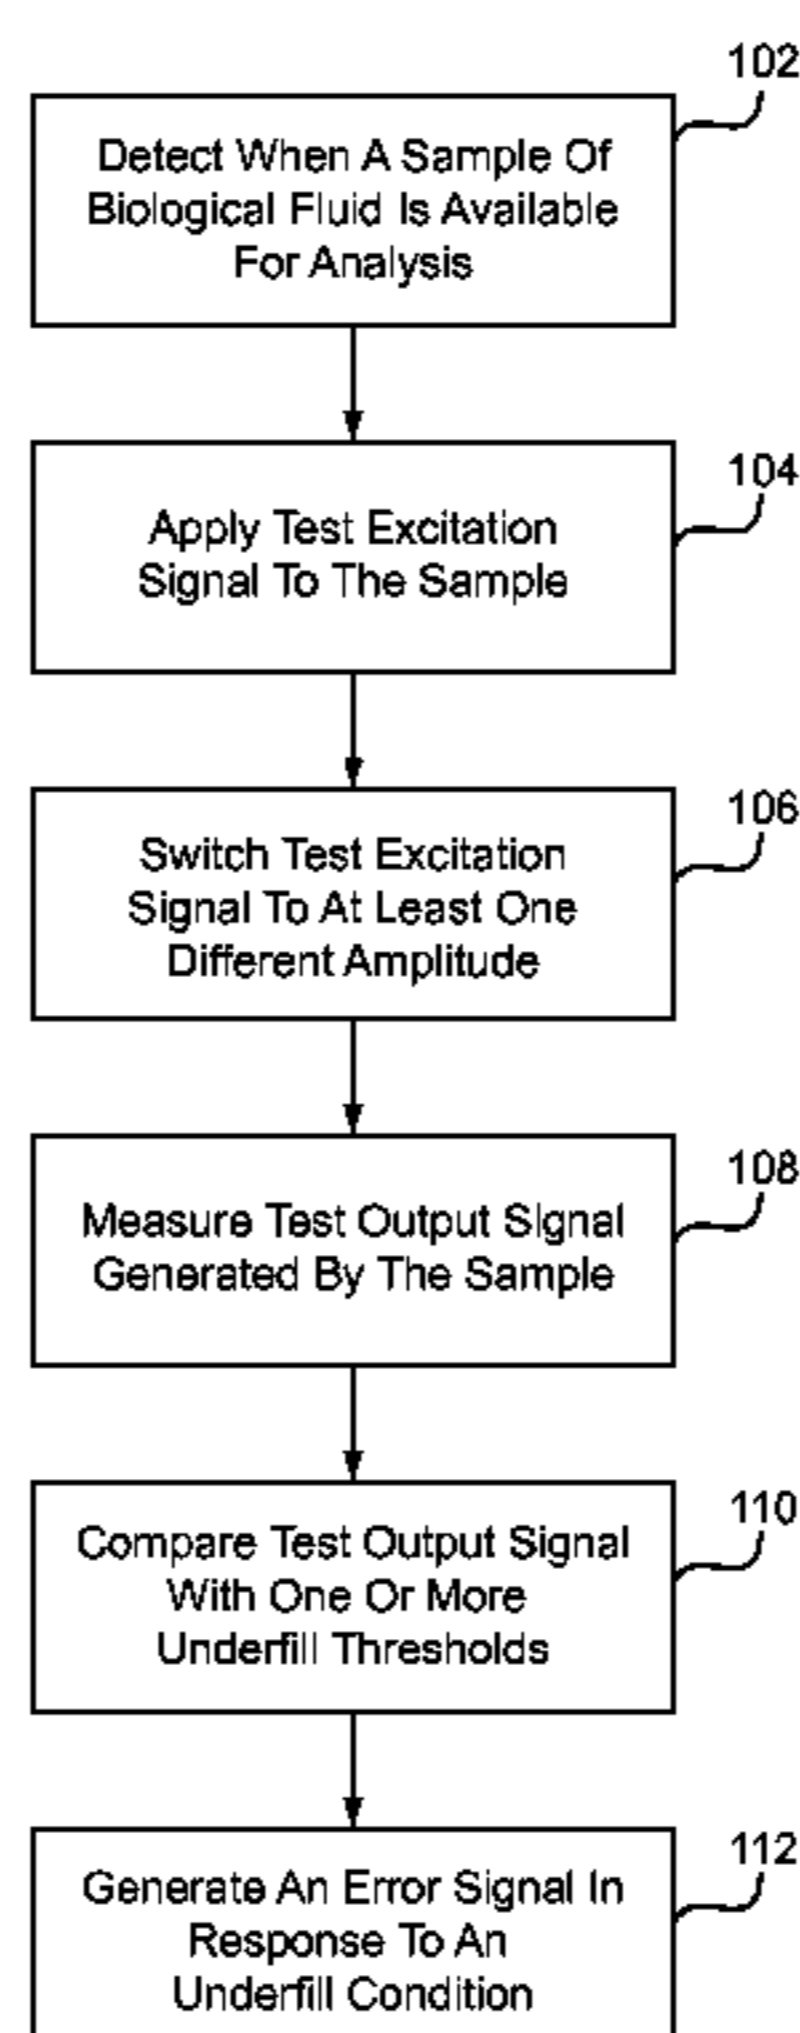 102
Detect When A Sample Of
Biological Fluid Is Available
For Analysis
104
Apply Test Excitation
Signal To The Sample
106
Switch Test Excitation
Signal To At Least One
Different Amplitude
108
Measure Test Output Signal
Generated By The Sample
110
Compare Test Output Signal
With One Or More
Underfill Thresholds
112
Generate An Error Signal In
Response To An
Underfill Condition